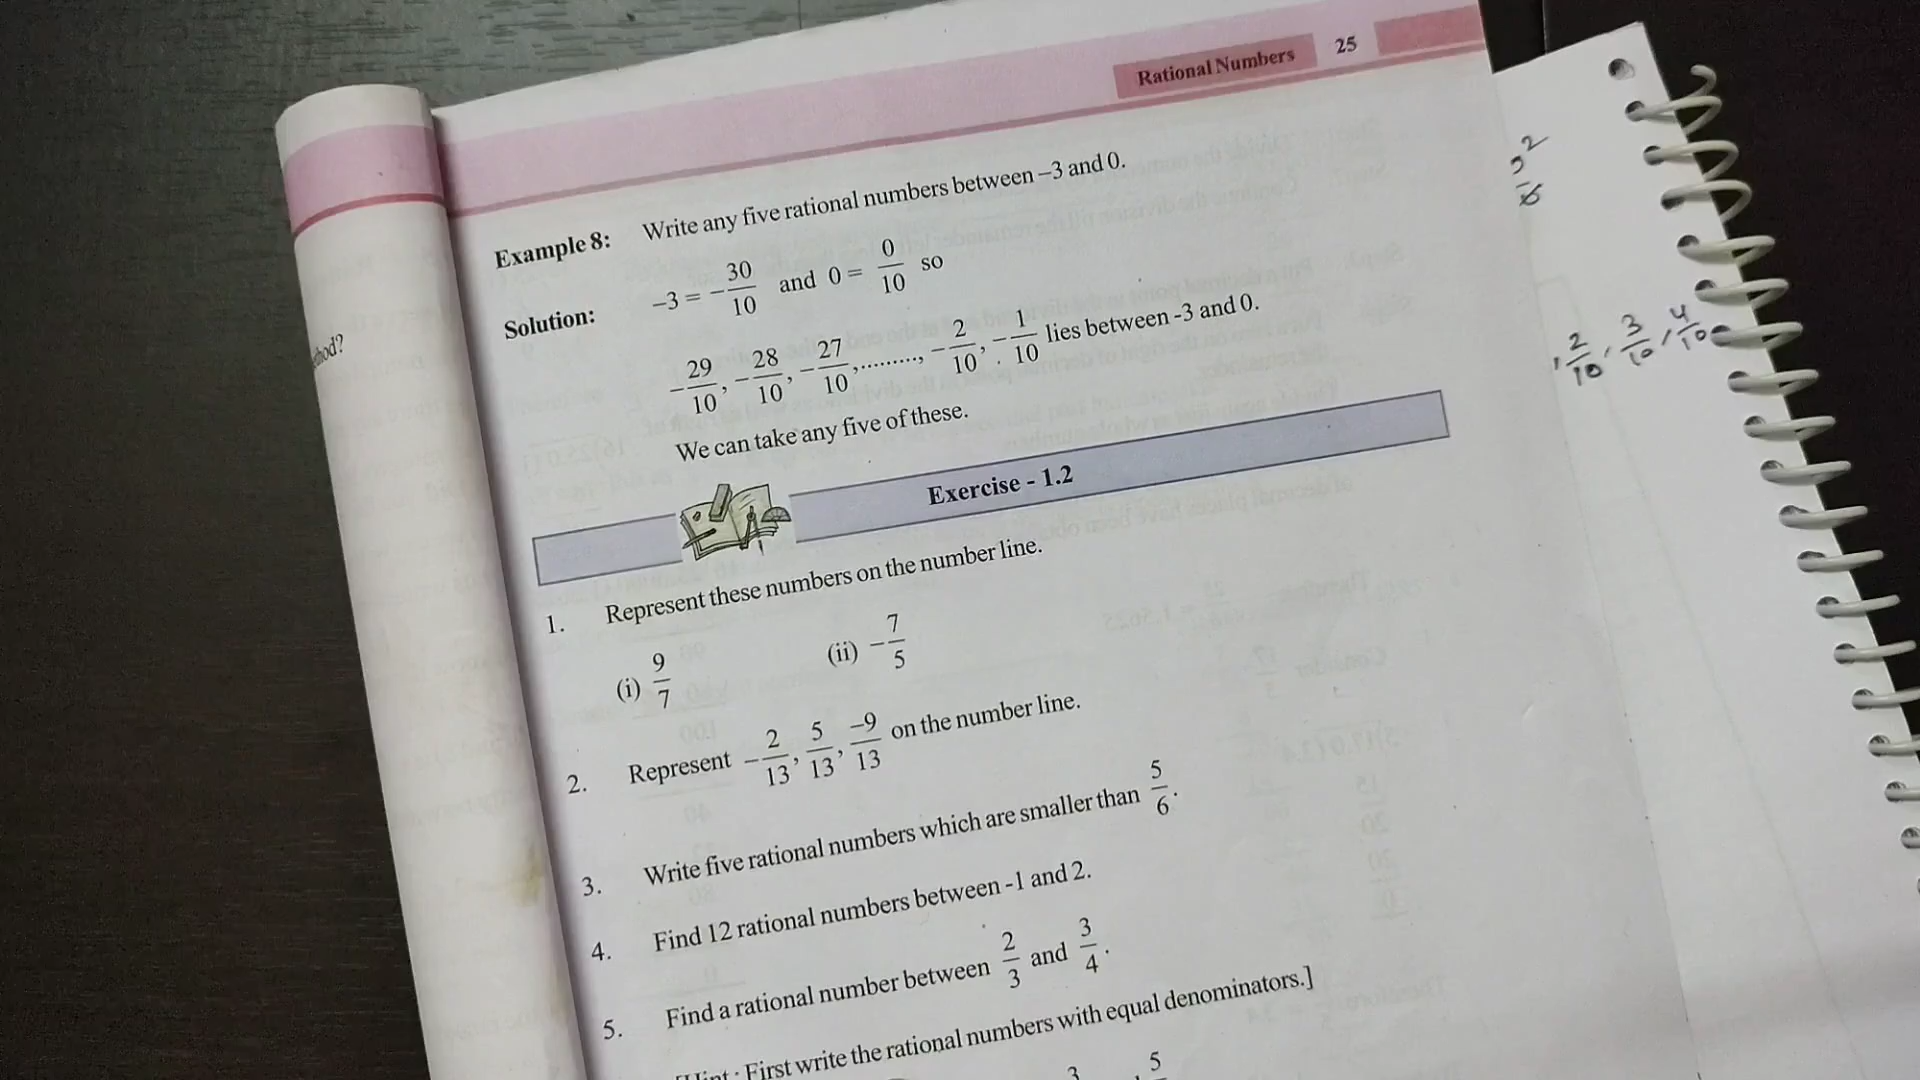 Rational Numbers 25
Example 8: Write any five rational numbers between –3 and 0.
Solution: –3 = –30/10 and 0 = 0/10 so
–29/10, –28/10, –27/10, ........., –2/10, –1/10 lies between -3 and 0.
We can take any five of these.
Exercise - 1.2
1. Represent these numbers on the number line.
(i) 9/7 (ii) –7/5
2. Represent –2/13, 5/13, –9/13 on the number line.
3. Write five rational numbers which are smaller than 5/6.
4. Find 12 rational numbers between -1 and 2.
5. Find a rational number between 2/3 and 3/4.
First write the rational numbers with equal denominators.]
3 5
, 2/10, 3/10, 4/10